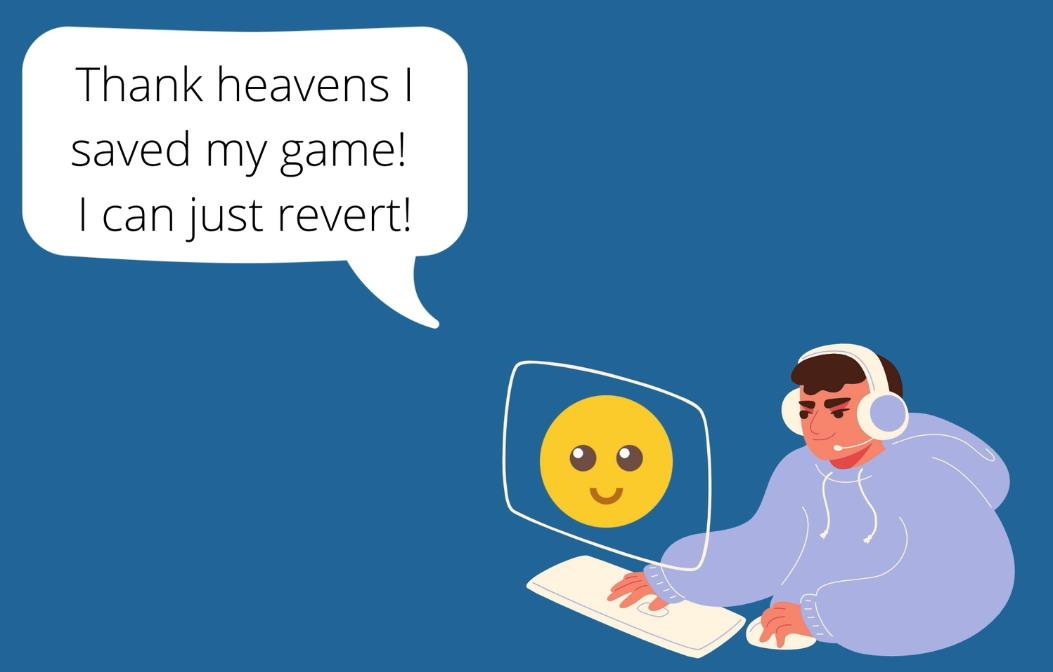 Thank heavens I
saved my game!
I can just revert!